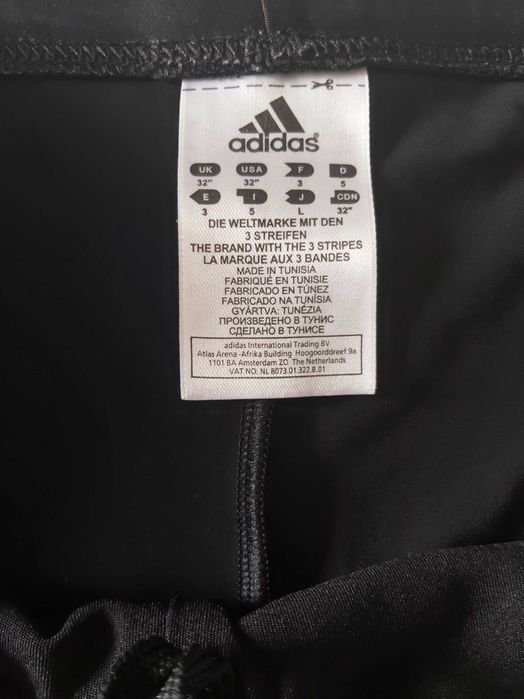 adidas®
UK USA F D
32" 32" 3 5
E I J CDN
3 5 L 32"
DIE WELTMARKE MIT DEN
3 STREIFEN
THE BRAND WITH THE 3 STRIPES
LA MARQUE AUX 3 BANDES
MADE IN TUNISIA
FABRIQUÉ EN TUNISIE
FABRICADO EN TÚNEZ
FABRICADO NA TUNÍSIA
GYÁRTVA: TUNÉZIA
ПРОИЗВЕДЕНО В ТУНИС
СДЕЛАНО В ТУНИСЕ
adidas International Trading BV
Atlas Arena -Afrika Building Hoogoorddreef 9a
1101 BA Amsterdam ZO The Netherlands
VAT NO. NL 8073.01.322.B.01